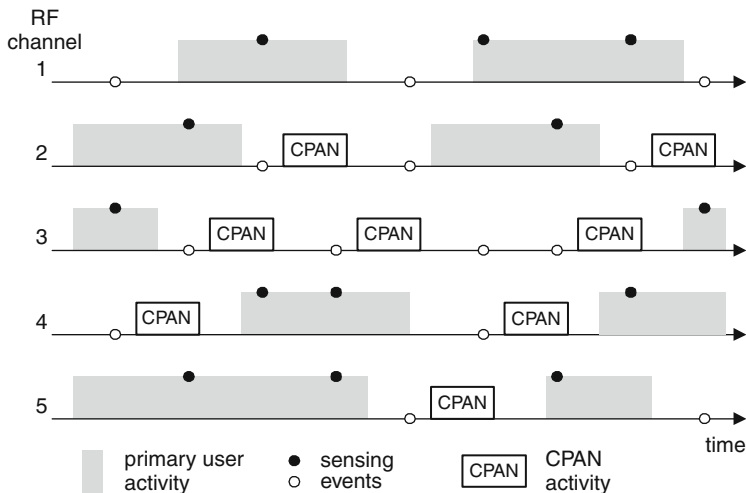 RF
channel
1
2
CPAN
CPAN
3
CPAN
CPAN
CPAN
4
CPAN
CPAN
5
CPAN
time
primary user
activity
sensing
events
CPAN
CPAN
activity